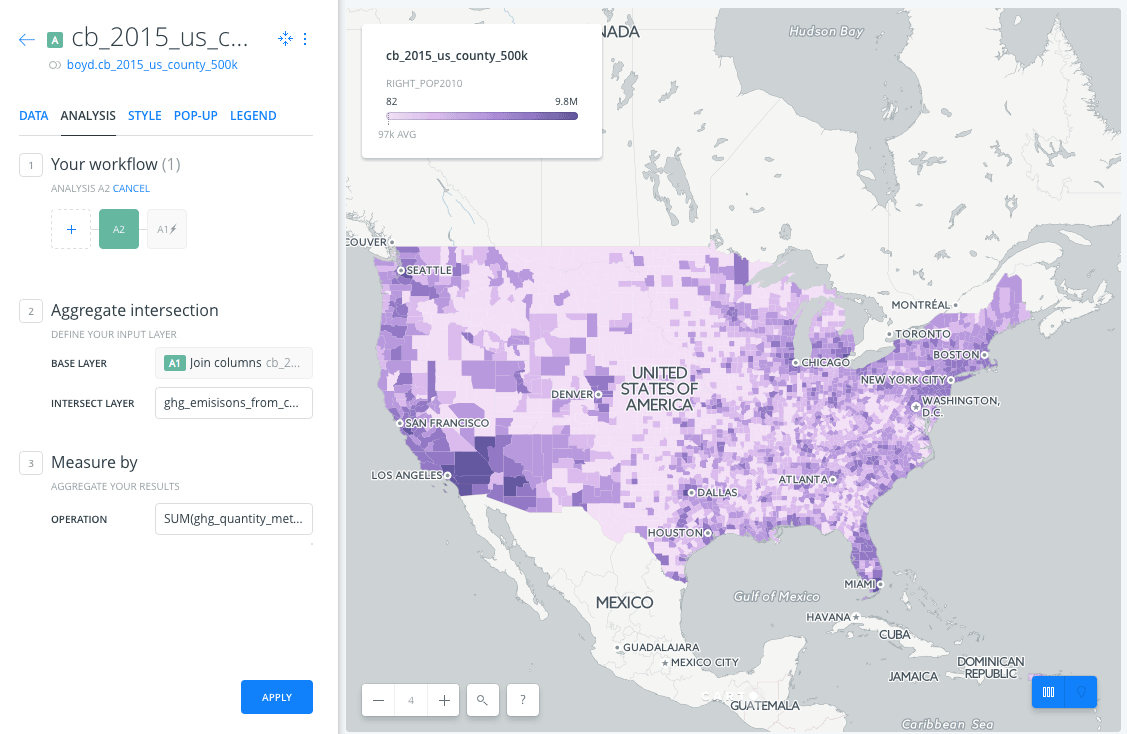 A cb_2015_us_c...
boyd.cb_2015_us_county_500k
DATA ANALYSIS STYLE POP-UP LEGEND
1 Your workflow (1)
ANALYSIS A2 CANCEL
+ A2 A1
2 Aggregate intersection
DEFINE YOUR INPUT LAYER
BASE LAYER A1 Join columns cb_2...
INTERSECT LAYER ghg_emisisons_from_c...
3 Measure by
AGGREGATE YOUR RESULTS
OPERATION SUM(ghg_quantity_met...
APPLY
cb_2015_us_county_500k
RIGHT_POP2010
82 9.8M
97k AVG
NADA
Hudson Bay
COUVER
SEATTLE
MONTRÉAL
TORONTO
BOSTON
CHICAGO
NEW YORK CITY
UNITED
STATES OF
AMERICA
DENVER
WASHINGTON,
D.C.
SAN FRANCISCO
LOS ANGELES
ATLANTA
DALLAS
HOUSTON
MIAMI
MEXICO
Gulf of Mexico
HAVANA
CUBA
GUADALAJARA
MEXICO CITY
DOMINICAN
REPUBLIC
JAMAICA
CARTO
GUATEMALA
Caribbean Sea
− 4 + ?